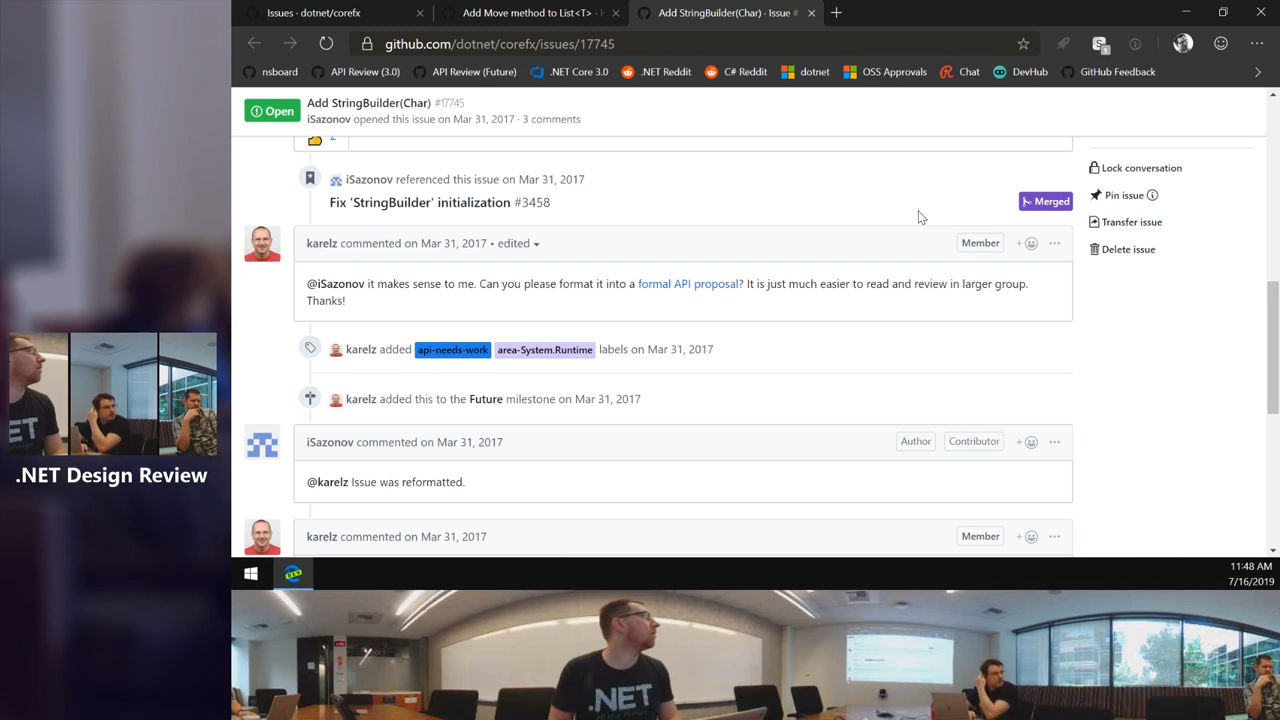 Issues - dotnet/corefx
Add Move method to List<T> · I
Add StringBuilder(Char) · Issue #
github.com/dotnet/corefx/issues/17745
nsboard
API Review (3.0)
API Review (Future)
.NET Core 3.0
.NET Reddit
C# Reddit
dotnet
OSS Approvals
Chat
DevHub
GitHub Feedback
Open
Add StringBuilder(Char) #17745
iSazonov opened this issue on Mar 31, 2017 · 3 comments
2
iSazonov referenced this issue on Mar 31, 2017
Fix 'StringBuilder' initialization #3458
Merged
Lock conversation
Pin issue
Transfer issue
Delete issue
karelz commented on Mar 31, 2017 • edited
Member
@iSazonov it makes sense to me. Can you please format it into a formal API proposal? It is just much easier to read and review in larger group.
Thanks!
karelz added api-needs-work area-System.Runtime labels on Mar 31, 2017
karelz added this to the Future milestone on Mar 31, 2017
iSazonov commented on Mar 31, 2017
Author
Contributor
@karelz Issue was reformatted.
karelz commented on Mar 31, 2017
Member
.NET Design Review
11:48 AM
7/16/2019
.NET